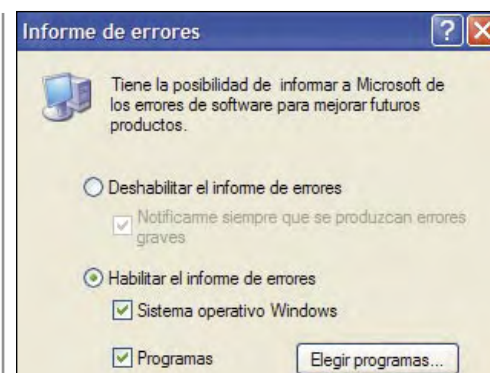 Informe de errores
Tiene la posibilidad de informar a Microsoft de
los errores de software para mejorar futuros
productos.
Deshabilitar el informe de errores
Notificarme siempre que se produzcan errores
graves
Habilitar el informe de errores
Sistema operativo Windows
Programas
Elegir programas...